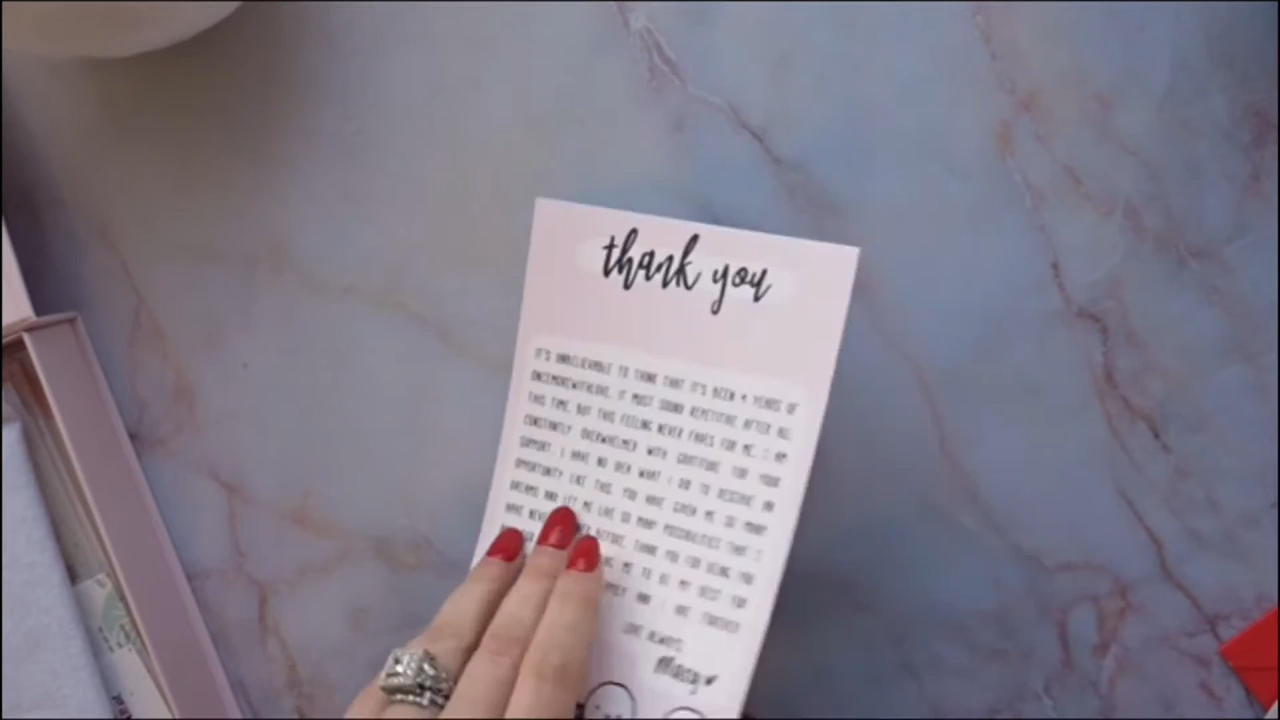 thank you
IT'S UNBELIEVABLE TO THINK THAT IT'S BEEN 4 YEARS OF
ONCEMOREWITHLOVE. IT MUST SOUND REPETITIVE AFTER ALL
THIS TIME, BUT THIS FEELING NEVER FADES FOR ME. I AM
CONSTANTLY OVERWHELMED WITH GRATITUDE FOR YOUR
SUPPORT. I HAVE NO IDEA WHAT I DID TO DESERVE AN
OPPORTUNITY LIKE THIS. YOU HAVE GIVEN ME SO MANY
DREAMS AND LET ME LIVE SO MANY POSSIBILITIES THAT I
HAVE BEFORE. THANK YOU FOR BEING YOU
ME TO BE MY BEST FOR
AND I ARE FOREVER
LOVE ALWAYS,